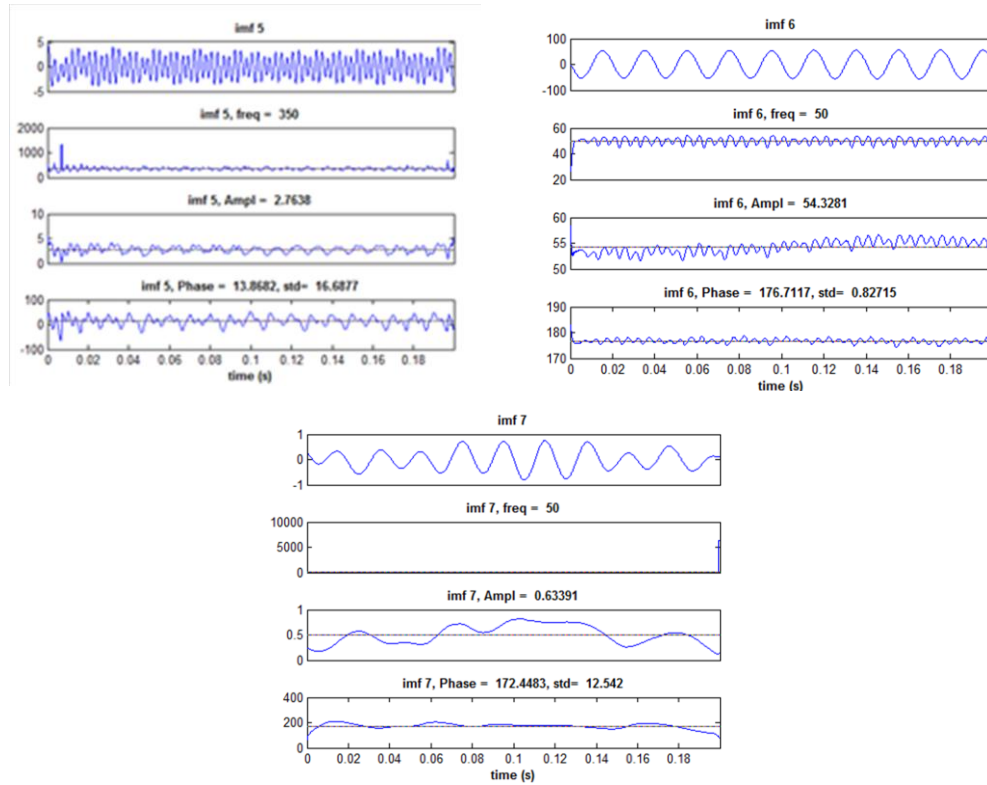 imf 5
5
0
-5
imf 5, freq = 350
2000
1000
0
imf 5, Ampl = 2.7638
10
5
0
imf 5, Phase = 13.8682, std= 16.6877
100
0
-100
0 0.02 0.04 0.06 0.08 0.1 0.12 0.14 0.16 0.18
time (s)
imf 6
100
0
-100
imf 6, freq = 50
60
40
20
imf 6, Ampl = 54.3281
60
55
50
imf 6, Phase = 176.7117, std= 0.82715
190
180
170
0 0.02 0.04 0.06 0.08 0.1 0.12 0.14 0.16 0.18
time (s)
imf 7
1
0
-1
imf 7, freq = 50
10000
5000
0
imf 7, Ampl = 0.63391
1
0.5
0
imf 7, Phase = 172.4483, std= 12.542
400
200
0
0 0.02 0.04 0.06 0.08 0.1 0.12 0.14 0.16 0.18
time (s)